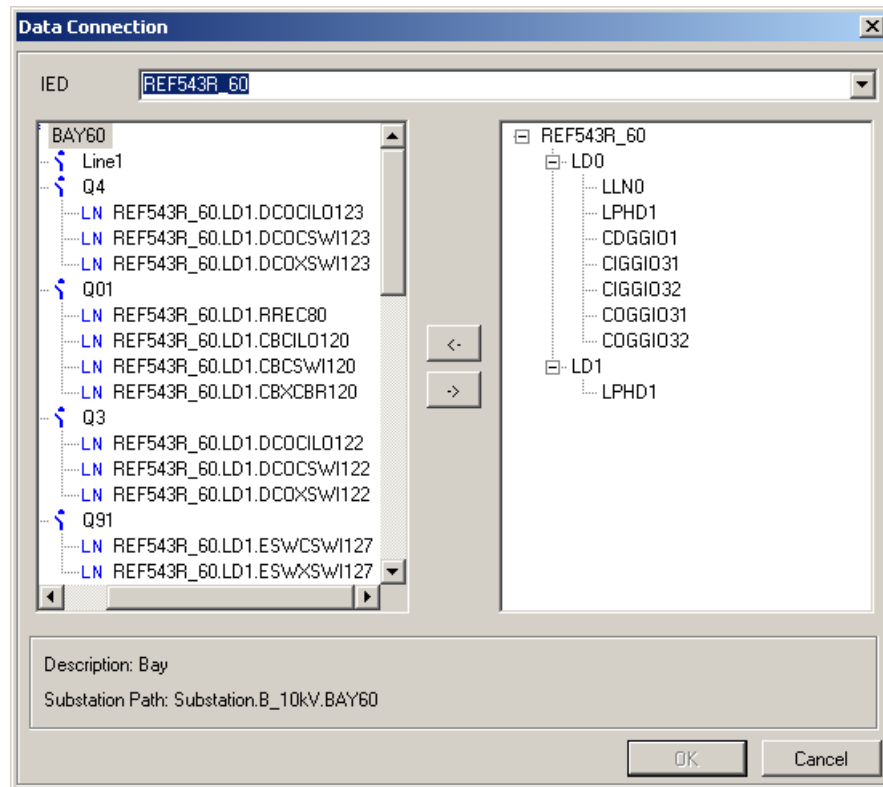 Data Connection
IED REF543R_60
BAY60
Line1
Q4
LN REF543R_60.LD1.DCOCILO123
LN REF543R_60.LD1.DCOCSWI123
LN REF543R_60.LD1.DCOXSWI123
Q01
LN REF543R_60.LD1.RREC80
LN REF543R_60.LD1.CBCILO120
LN REF543R_60.LD1.CBCSWI120
LN REF543R_60.LD1.CBXCBR120
Q3
LN REF543R_60.LD1.DCOCILO122
LN REF543R_60.LD1.DCOCSWI122
LN REF543R_60.LD1.DCOXSWI122
Q91
LN REF543R_60.LD1.ESWCSWI127
LN REF543R_60.LD1.ESWXSWI127
<-
->
REF543R_60
LD0
LLN0
LPHD1
CDGGIO1
CIGGIO31
CIGGIO32
COGGIO31
COGGIO32
LD1
LPHD1
Description: Bay
Substation Path: Substation.B_10kV.BAY60
OK Cancel